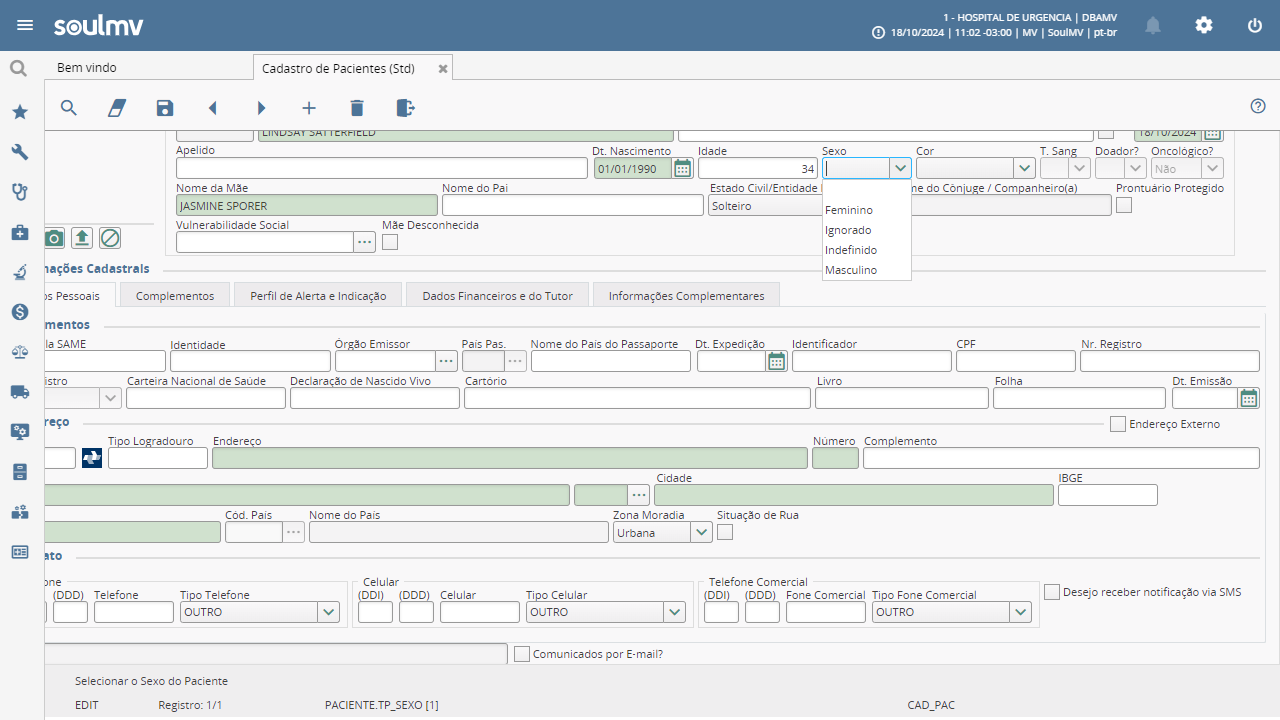 soulmv
1 - HOSPITAL DE URGENCIA | DBAMV
18/10/2024 | 11:02 -03:00 | MV | SoulMV | pt-br
Bem vindo
Cadastro de Pacientes (Std)
LINDSAY SATTERFIELD
18/10/2024
Apelido
Dt. Nascimento
Idade
Sexo
Cor
T. Sang
Doador?
Oncológico?
01/01/1990
34
Não
Nome da Mãe
Nome do Pai
Estado Civil/Entidade
me do Cônjuge / Companheiro(a)
Prontuário Protegido
JASMINE SPORER
Solteiro
Feminino
Ignorado
Indefinido
Masculino
Vulnerabilidade Social
Mãe Desconhecida
mações Cadastrais
os Pessoais
Complementos
Perfil de Alerta e Indicação
Dados Financeiros e do Tutor
Informações Complementares
mentos
la SAME
Identidade
Órgão Emissor
País Pas.
Nome do País do Passaporte
Dt. Expedição
Identificador
CPF
Nr. Registro
istro
Carteira Nacional de Saúde
Declaração de Nascido Vivo
Cartório
Livro
Folha
Dt. Emissão
reço
Endereço Externo
Tipo Logradouro
Endereço
Número
Complemento
Cidade
IBGE
Cód. País
Nome do País
Zona Moradia
Situação de Rua
Urbana
ato
one
Celular
Telefone Comercial
(DDD)
Telefone
Tipo Telefone
(DDI)
(DDD)
Celular
Tipo Celular
(DDI)
(DDD)
Fone Comercial
Tipo Fone Comercial
Desejo receber notificação via SMS
OUTRO
OUTRO
OUTRO
Comunicados por E-mail?
Selecionar o Sexo do Paciente
EDIT
Registro: 1/1
PACIENTE.TP_SEXO [1]
CAD_PAC